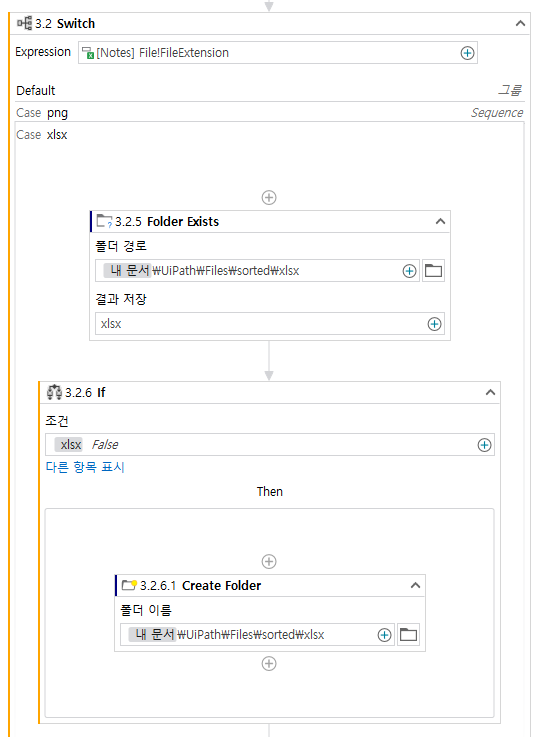 3.2 Switch
Expression [Notes] File!FileExtension
Default 그룹
Case png Sequence
Case xlsx
3.2.5 Folder Exists
폴더 경로
내 문서₩UiPath₩Files₩sorted₩xlsx
결과 저장
xlsx
3.2.6 If
조건
xlsx False
다른 항목 표시
Then
3.2.6.1 Create Folder
폴더 이름
내 문서₩UiPath₩Files₩sorted₩xlsx